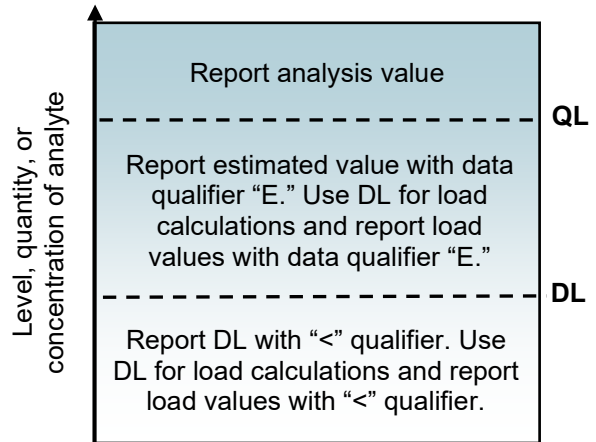 Level, quantity, or
concentration of analyte
Report analysis value
QL
Report estimated value with data
qualifier “E.” Use DL for load
calculations and report load
values with data qualifier “E.”
DL
Report DL with “<” qualifier. Use
DL for load calculations and report
load values with “<” qualifier.